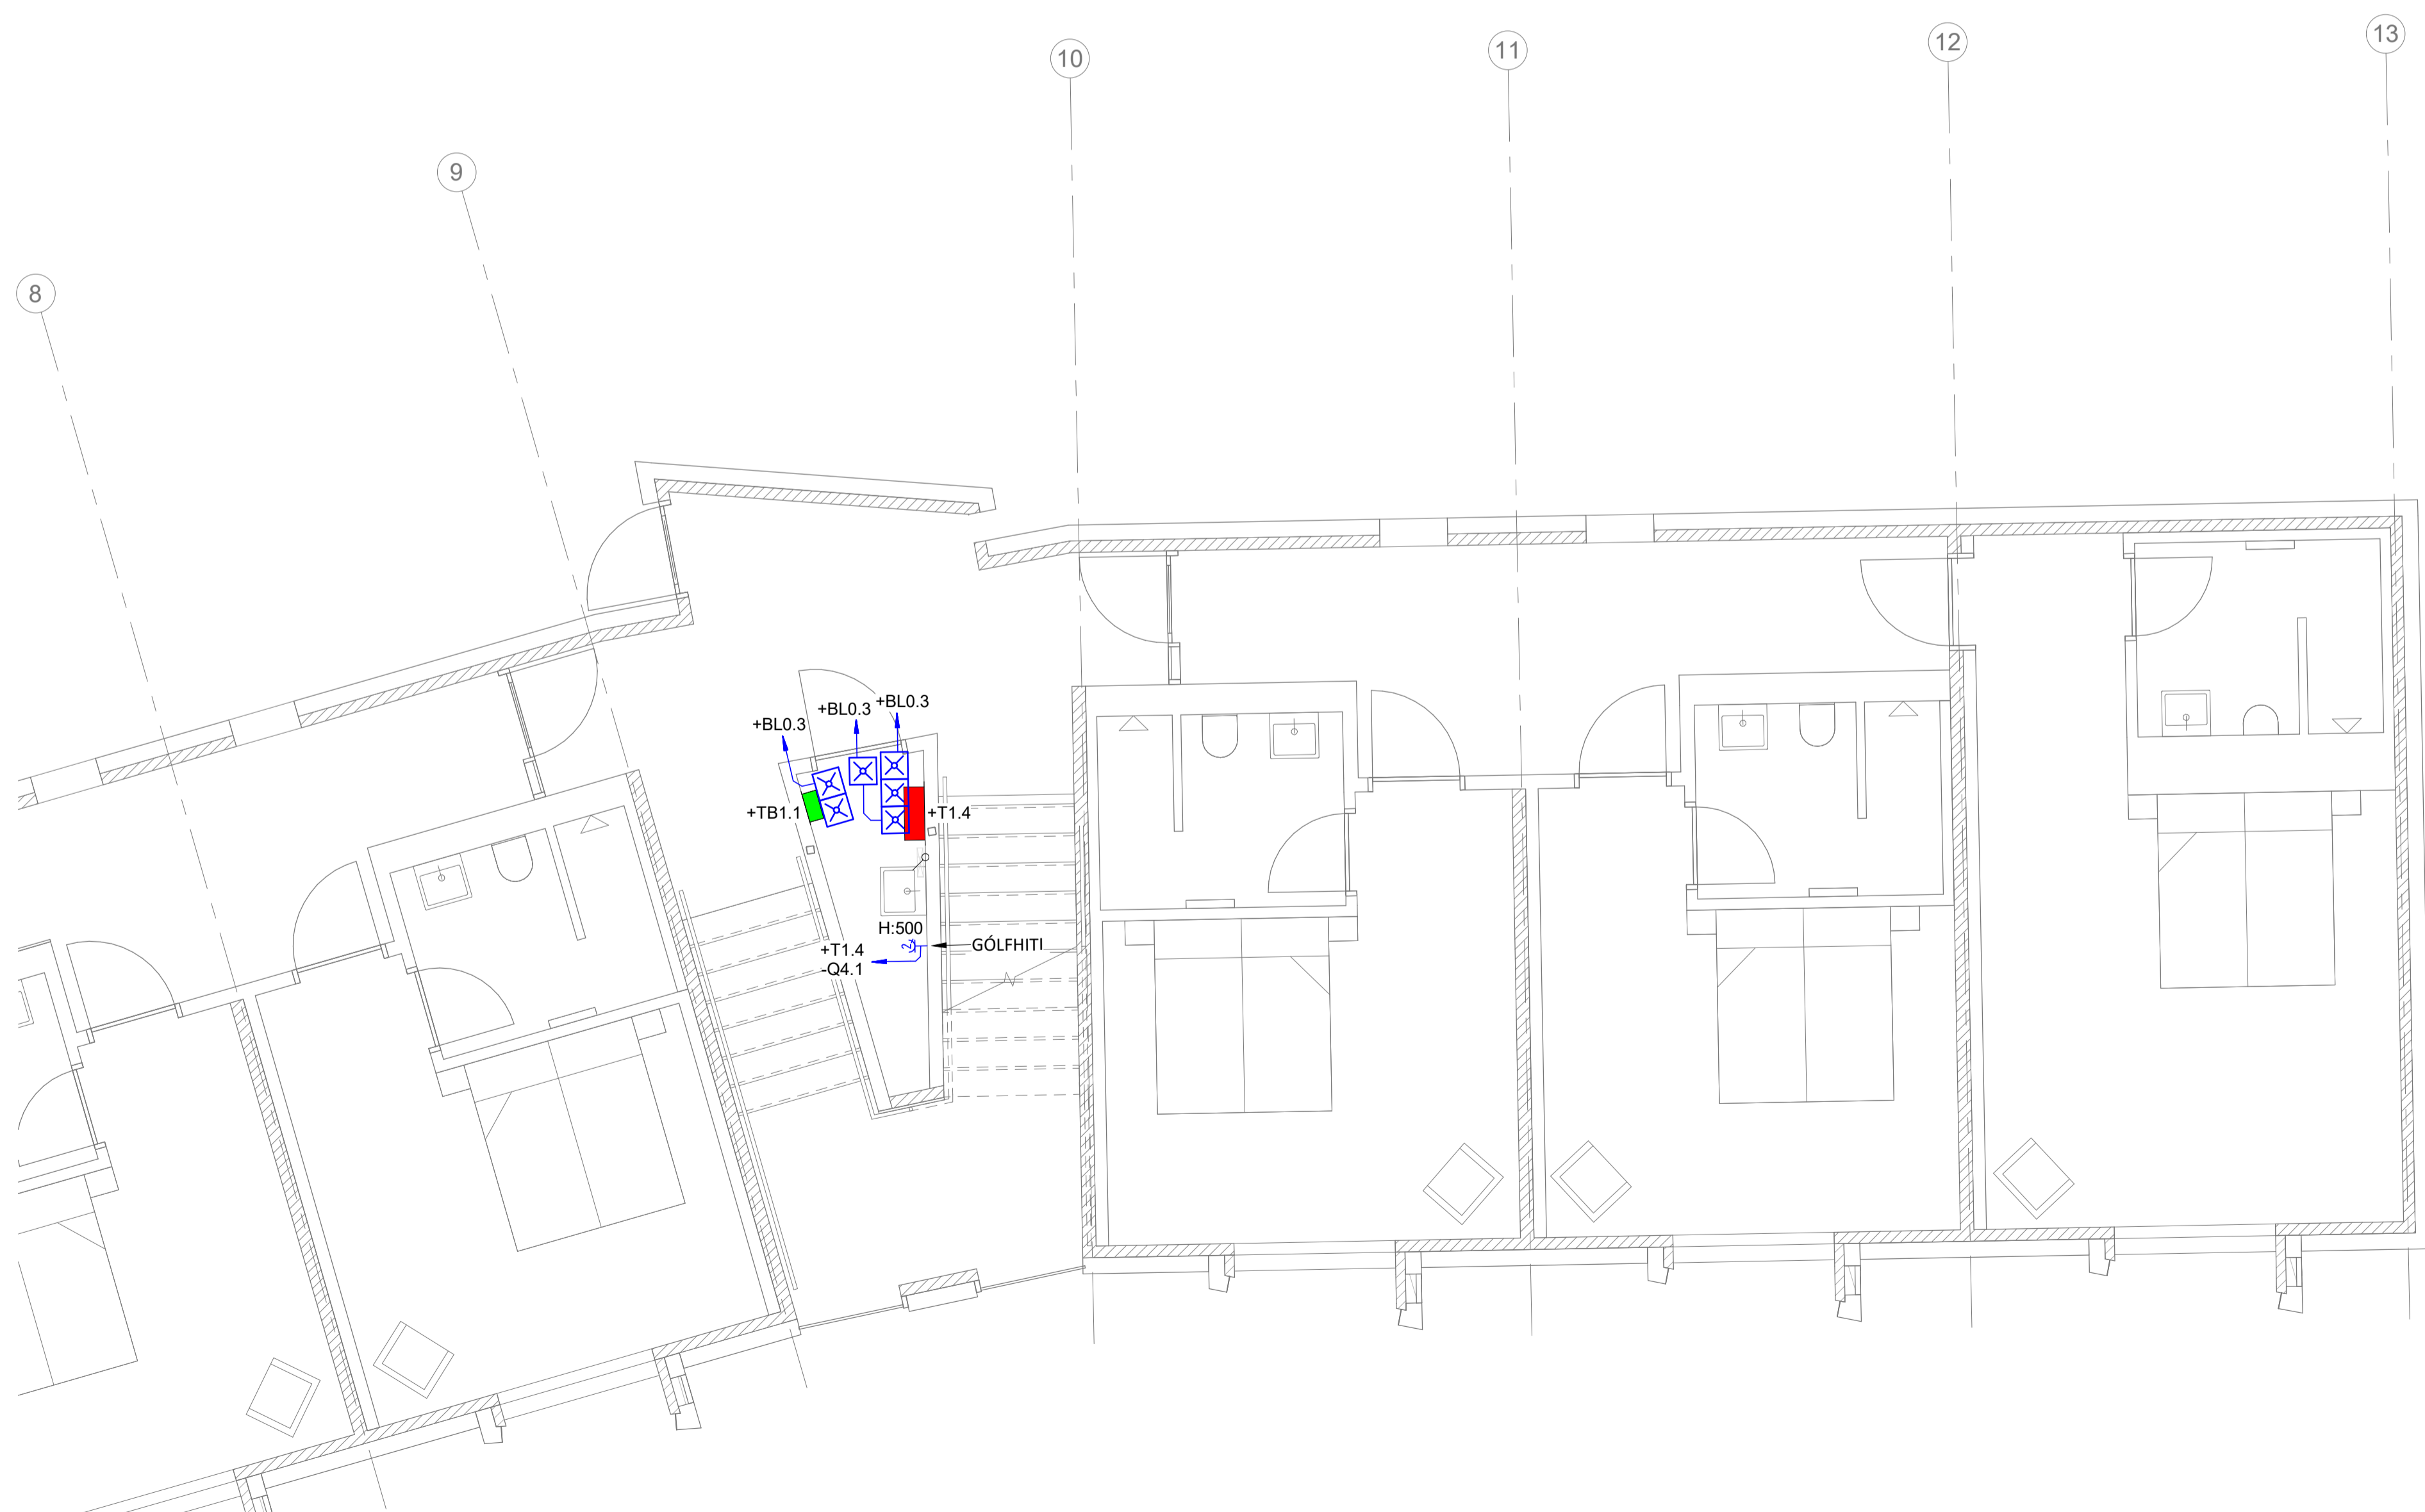 13
12
11
10
9
8
+BL0.3
+BL0.3
+BL0.3
+TB1.1
+T1.4
H:500
GÓLFHITI
+T1.4
-Q4.1